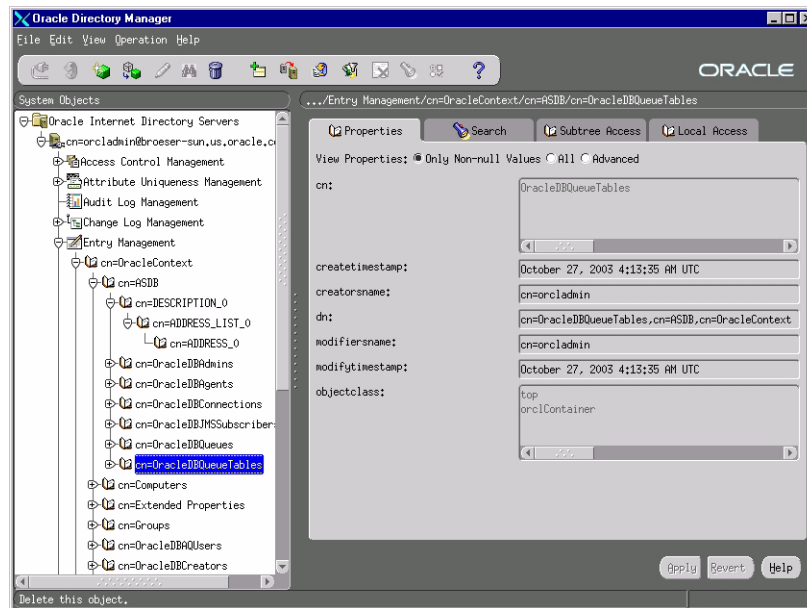 Oracle Directory Manager
File Edit View Operation Help
ORACLE
System Objects
.../Entry Management/cn=OracleContext/cn=ASDB/cn=OracleDBQueueTables
Oracle Internet Directory Servers
cn=orcladmin@broeser-sun.us.oracle.co
Access Control Management
Attribute Uniqueness Management
Audit Log Management
Change Log Management
Entry Management
cn=OracleContext
cn=ASDB
cn=DESCRIPTION_0
cn=ADDRESS_LIST_0
cn=ADDRESS_0
cn=OracleDBAdmins
cn=OracleDBAgents
cn=OracleDBConnections
cn=OracleDBJMSSubscriber
cn=OracleDBQueues
cn=OracleDBQueueTables
cn=Computers
cn=Extended Properties
cn=Groups
cn=OracleDBAQUsers
cn=OracleDBCreators
Properties Search Subtree Access Local Access
View Properties: Only Non-null Values All Advanced
cn: OracleDBQueueTables
createtimestamp: October 27, 2003 4:13:35 AM UTC
creatorsname: cn=orcladmin
dn: cn=OracleDBQueueTables,cn=ASDB,cn=OracleContext
modifiersname: cn=orcladmin
modifytimestamp: October 27, 2003 4:13:35 AM UTC
objectclass: top
orclContainer
Apply Revert Help
Delete this object.